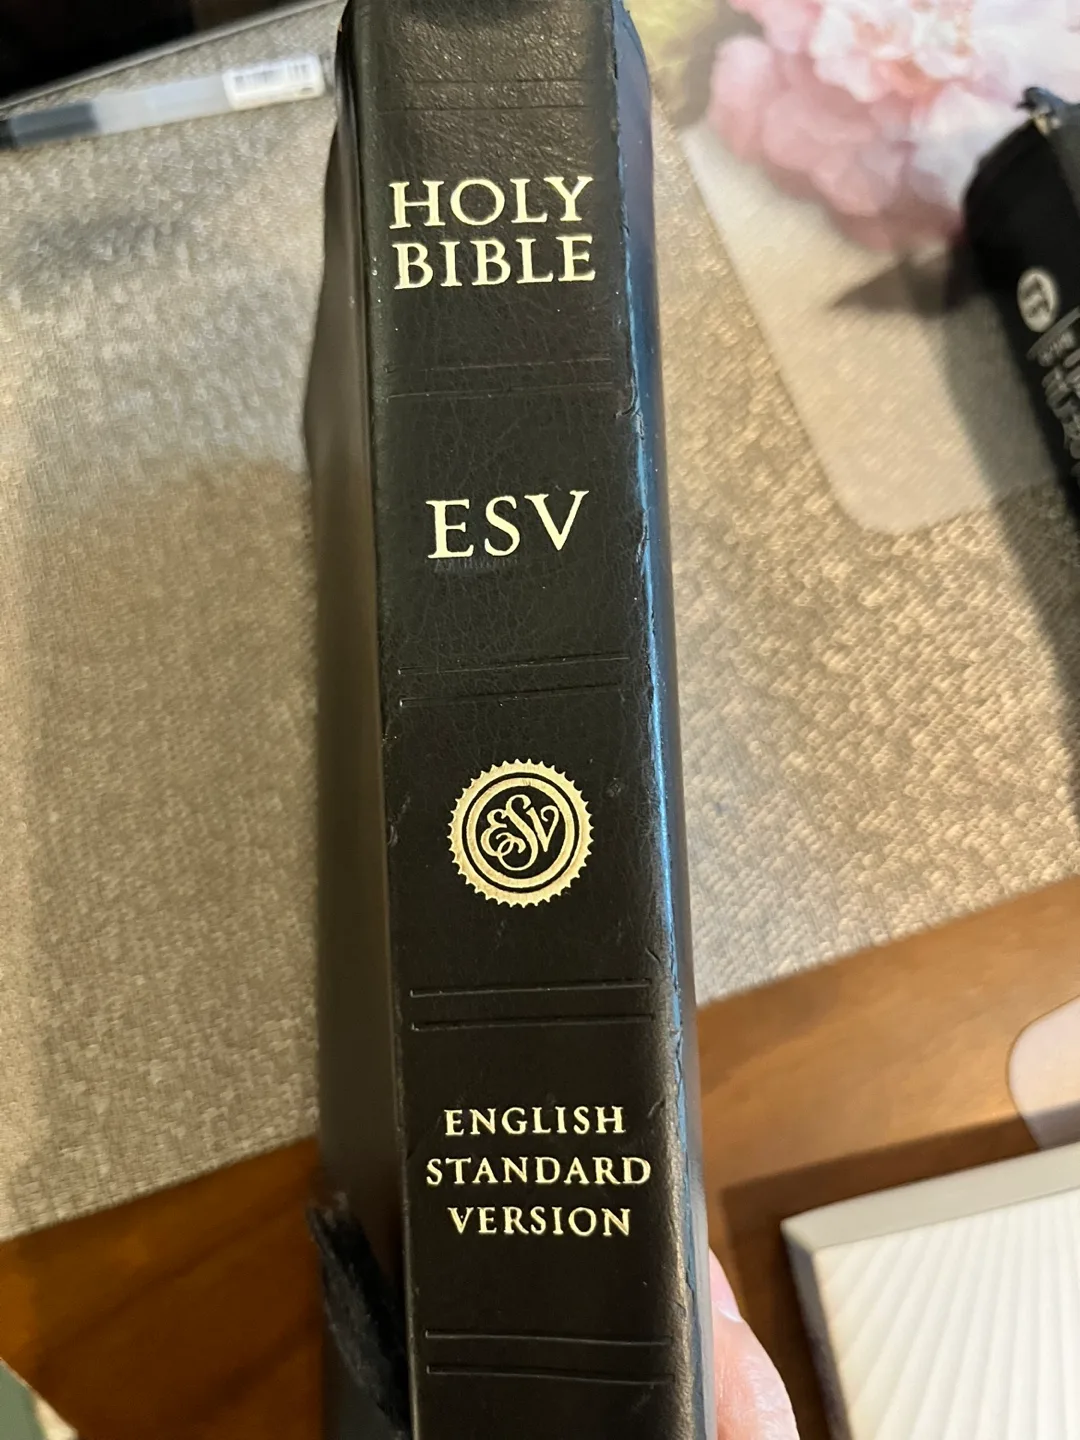 HOLY
BIBLE
ESV
ESV
ENGLISH
STANDARD
VERSION